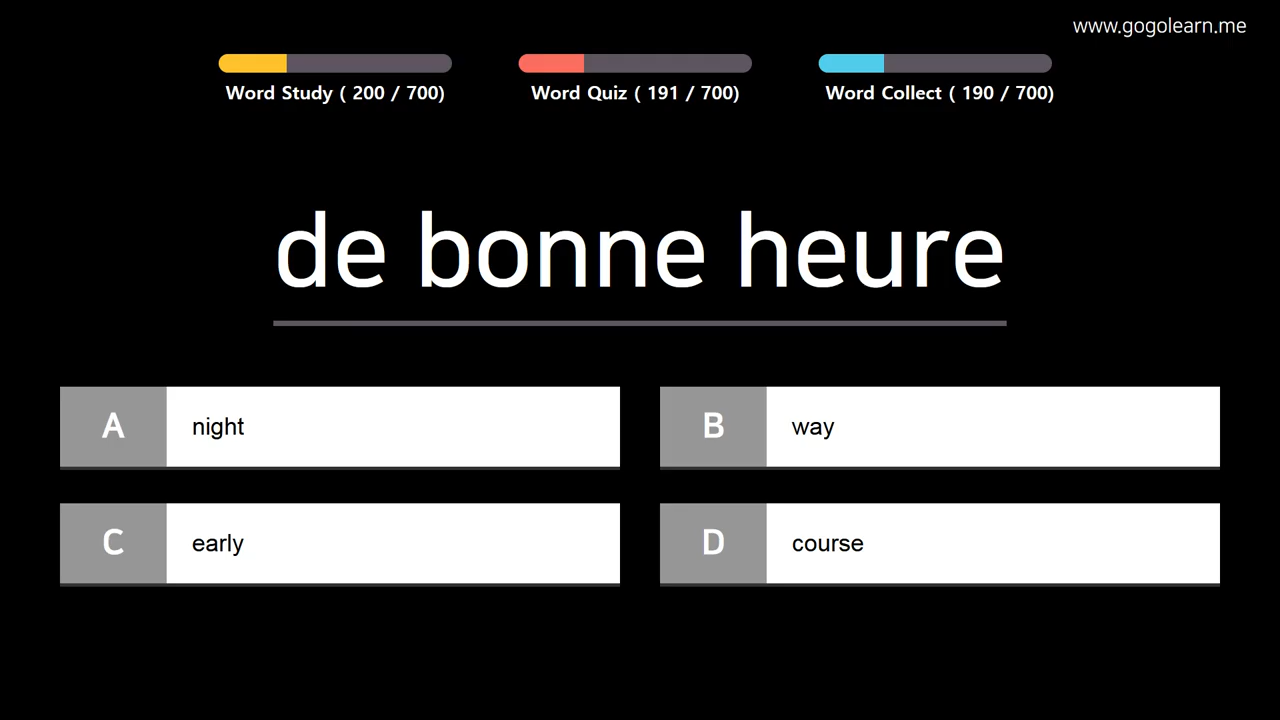 www.gogolearn.me
Word Study ( 200 / 700)
Word Quiz ( 191 / 700)
Word Collect ( 190 / 700)
de bonne heure
A night
B way
C early
D course